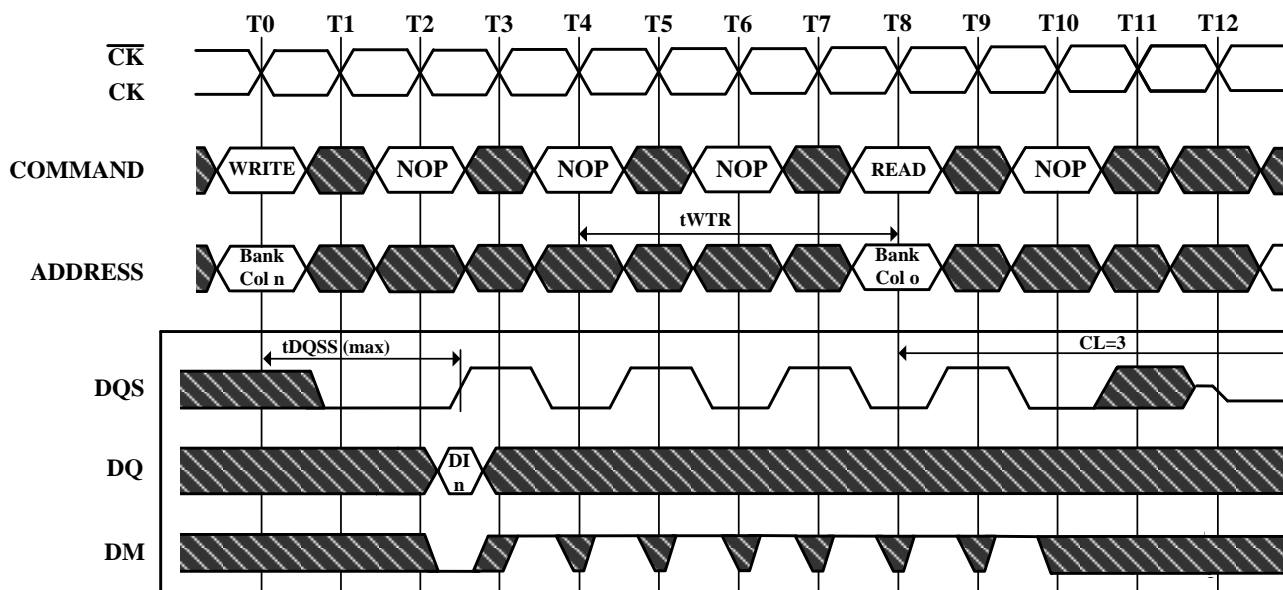 T0 T1 T2 T3 T4 T5 T6 T7 T8 T9 T10 T11 T12
CK
CK
COMMAND
WRITE NOP NOP NOP READ NOP
tWTR
ADDRESS
Bank
Col n
Bank
Col o
tDQSS (max)
CL=3
DQS
DQ
DI
n
DM